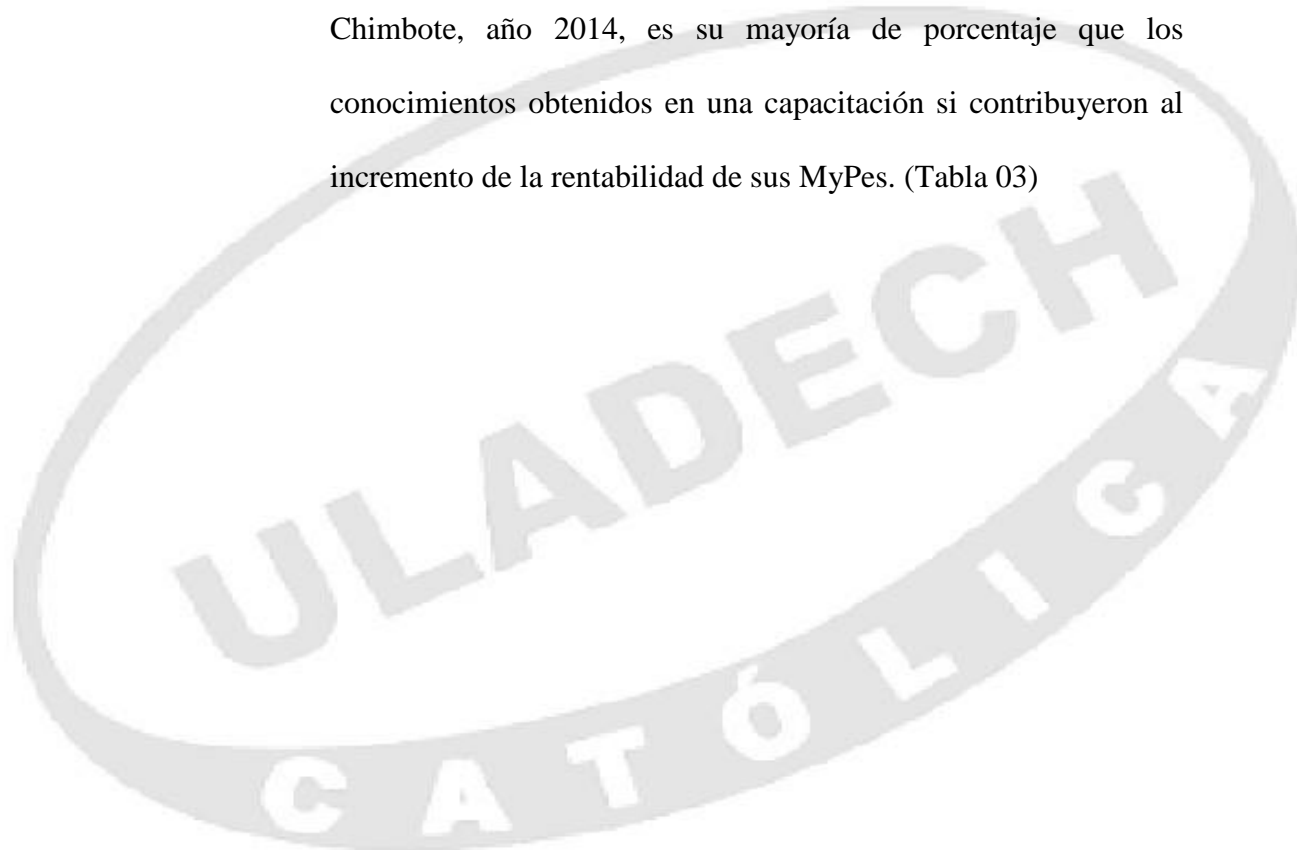 Chimbote, año 2014, es su mayoría de porcentaje que los
conocimientos obtenidos en una capacitación si contribuyeron al
incremento de la rentabilidad de sus MyPes. (Tabla 03)
ULADECH
CATÓLICA